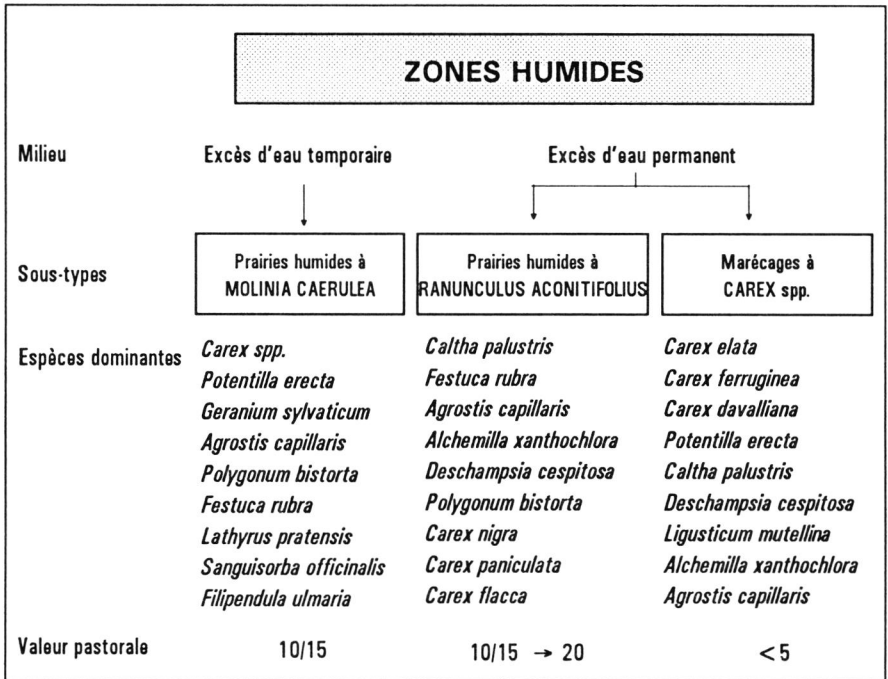 ZONES HUMIDES
Milieu Excès d'eau temporaire Excès d'eau permanent
Sous-types
Prairies humides à
MOLINIA CAERULEA
Prairies humides à
RANUNCULUS ACONITIFOLIUS
Marécages à
CAREX spp.
Espèces dominantes
Carex spp.
Potentilla erecta
Geranium sylvaticum
Agrostis capillaris
Polygonum bistorta
Festuca rubra
Lathyrus pratensis
Sanguisorba officinalis
Filipendula ulmaria
Caltha palustris
Festuca rubra
Agrostis capillaris
Alchemilla xanthochlora
Deschampsia cespitosa
Polygonum bistorta
Carex nigra
Carex paniculata
Carex flacca
Carex elata
Carex ferruginea
Carex davalliana
Potentilla erecta
Caltha palustris
Deschampsia cespitosa
Ligusticum mutellina
Alchemilla xanthochlora
Agrostis capillaris
Valeur pastorale 10/15 10/15 → 20 < 5